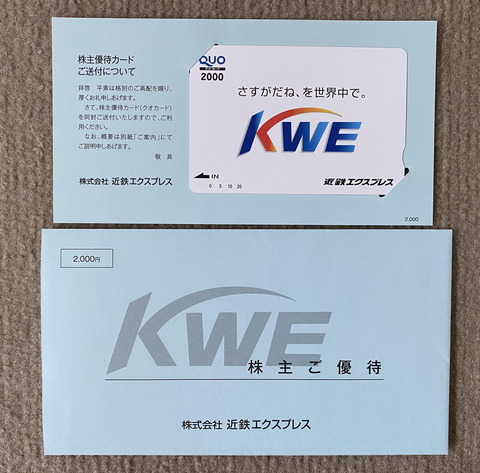 株主優待カード
ご送付について
拝啓 平素は格別のご高配を賜り、
厚くお礼申しあげます。
さて、株主優待カード(クオカード)
を同封ご送付いたしますので、ご利
用ください。
なお、概要は別紙「ご案内」にて
ご説明申しあげます。
敬 具
株式会社 近鉄エクスプレス
QUO
2000
さすがだね、を世界中で。
KWE
IN
0 5 10 20
近鉄エクスプレス
2,000
2,000円
KWE
株主ご優待
株式会社 近鉄エクスプレス